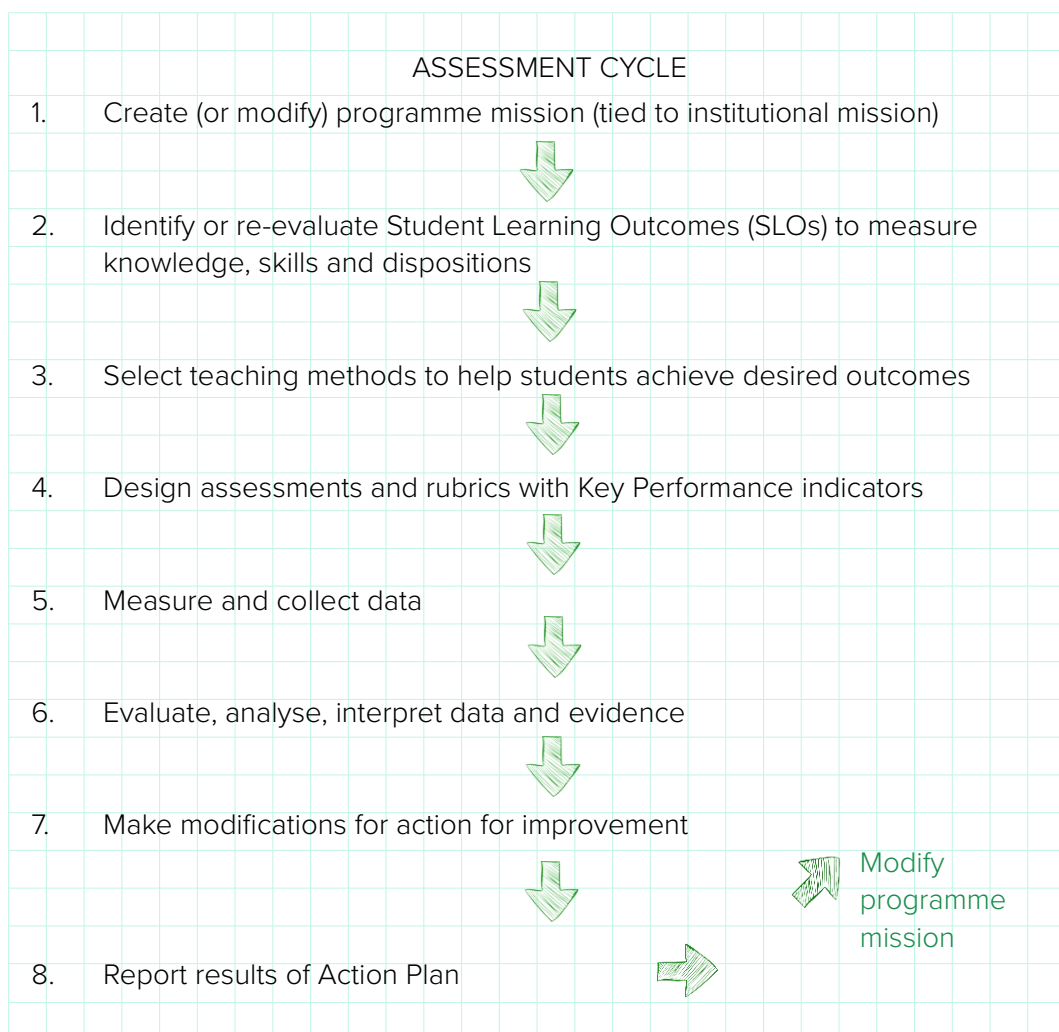 ASSESSMENT CYCLE
1. Create (or modify) programme mission (tied to institutional mission)
2. Identify or re-evaluate Student Learning Outcomes (SLOs) to measure
knowledge, skills and dispositions
3. Select teaching methods to help students achieve desired outcomes
4. Design assessments and rubrics with Key Performance indicators
5. Measure and collect data
6. Evaluate, analyse, interpret data and evidence
7. Make modifications for action for improvement
Modify
programme
mission
8. Report results of Action Plan